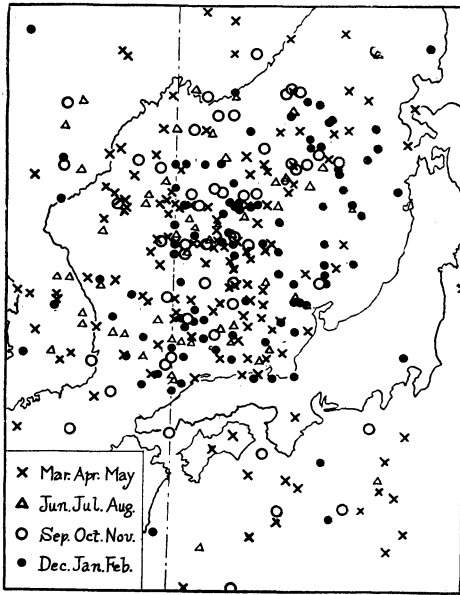 × Mar. Apr. May
△ Jun. Jul. Aug.
○ Sep. Oct. Nov.
● Dec. Jan. Feb.